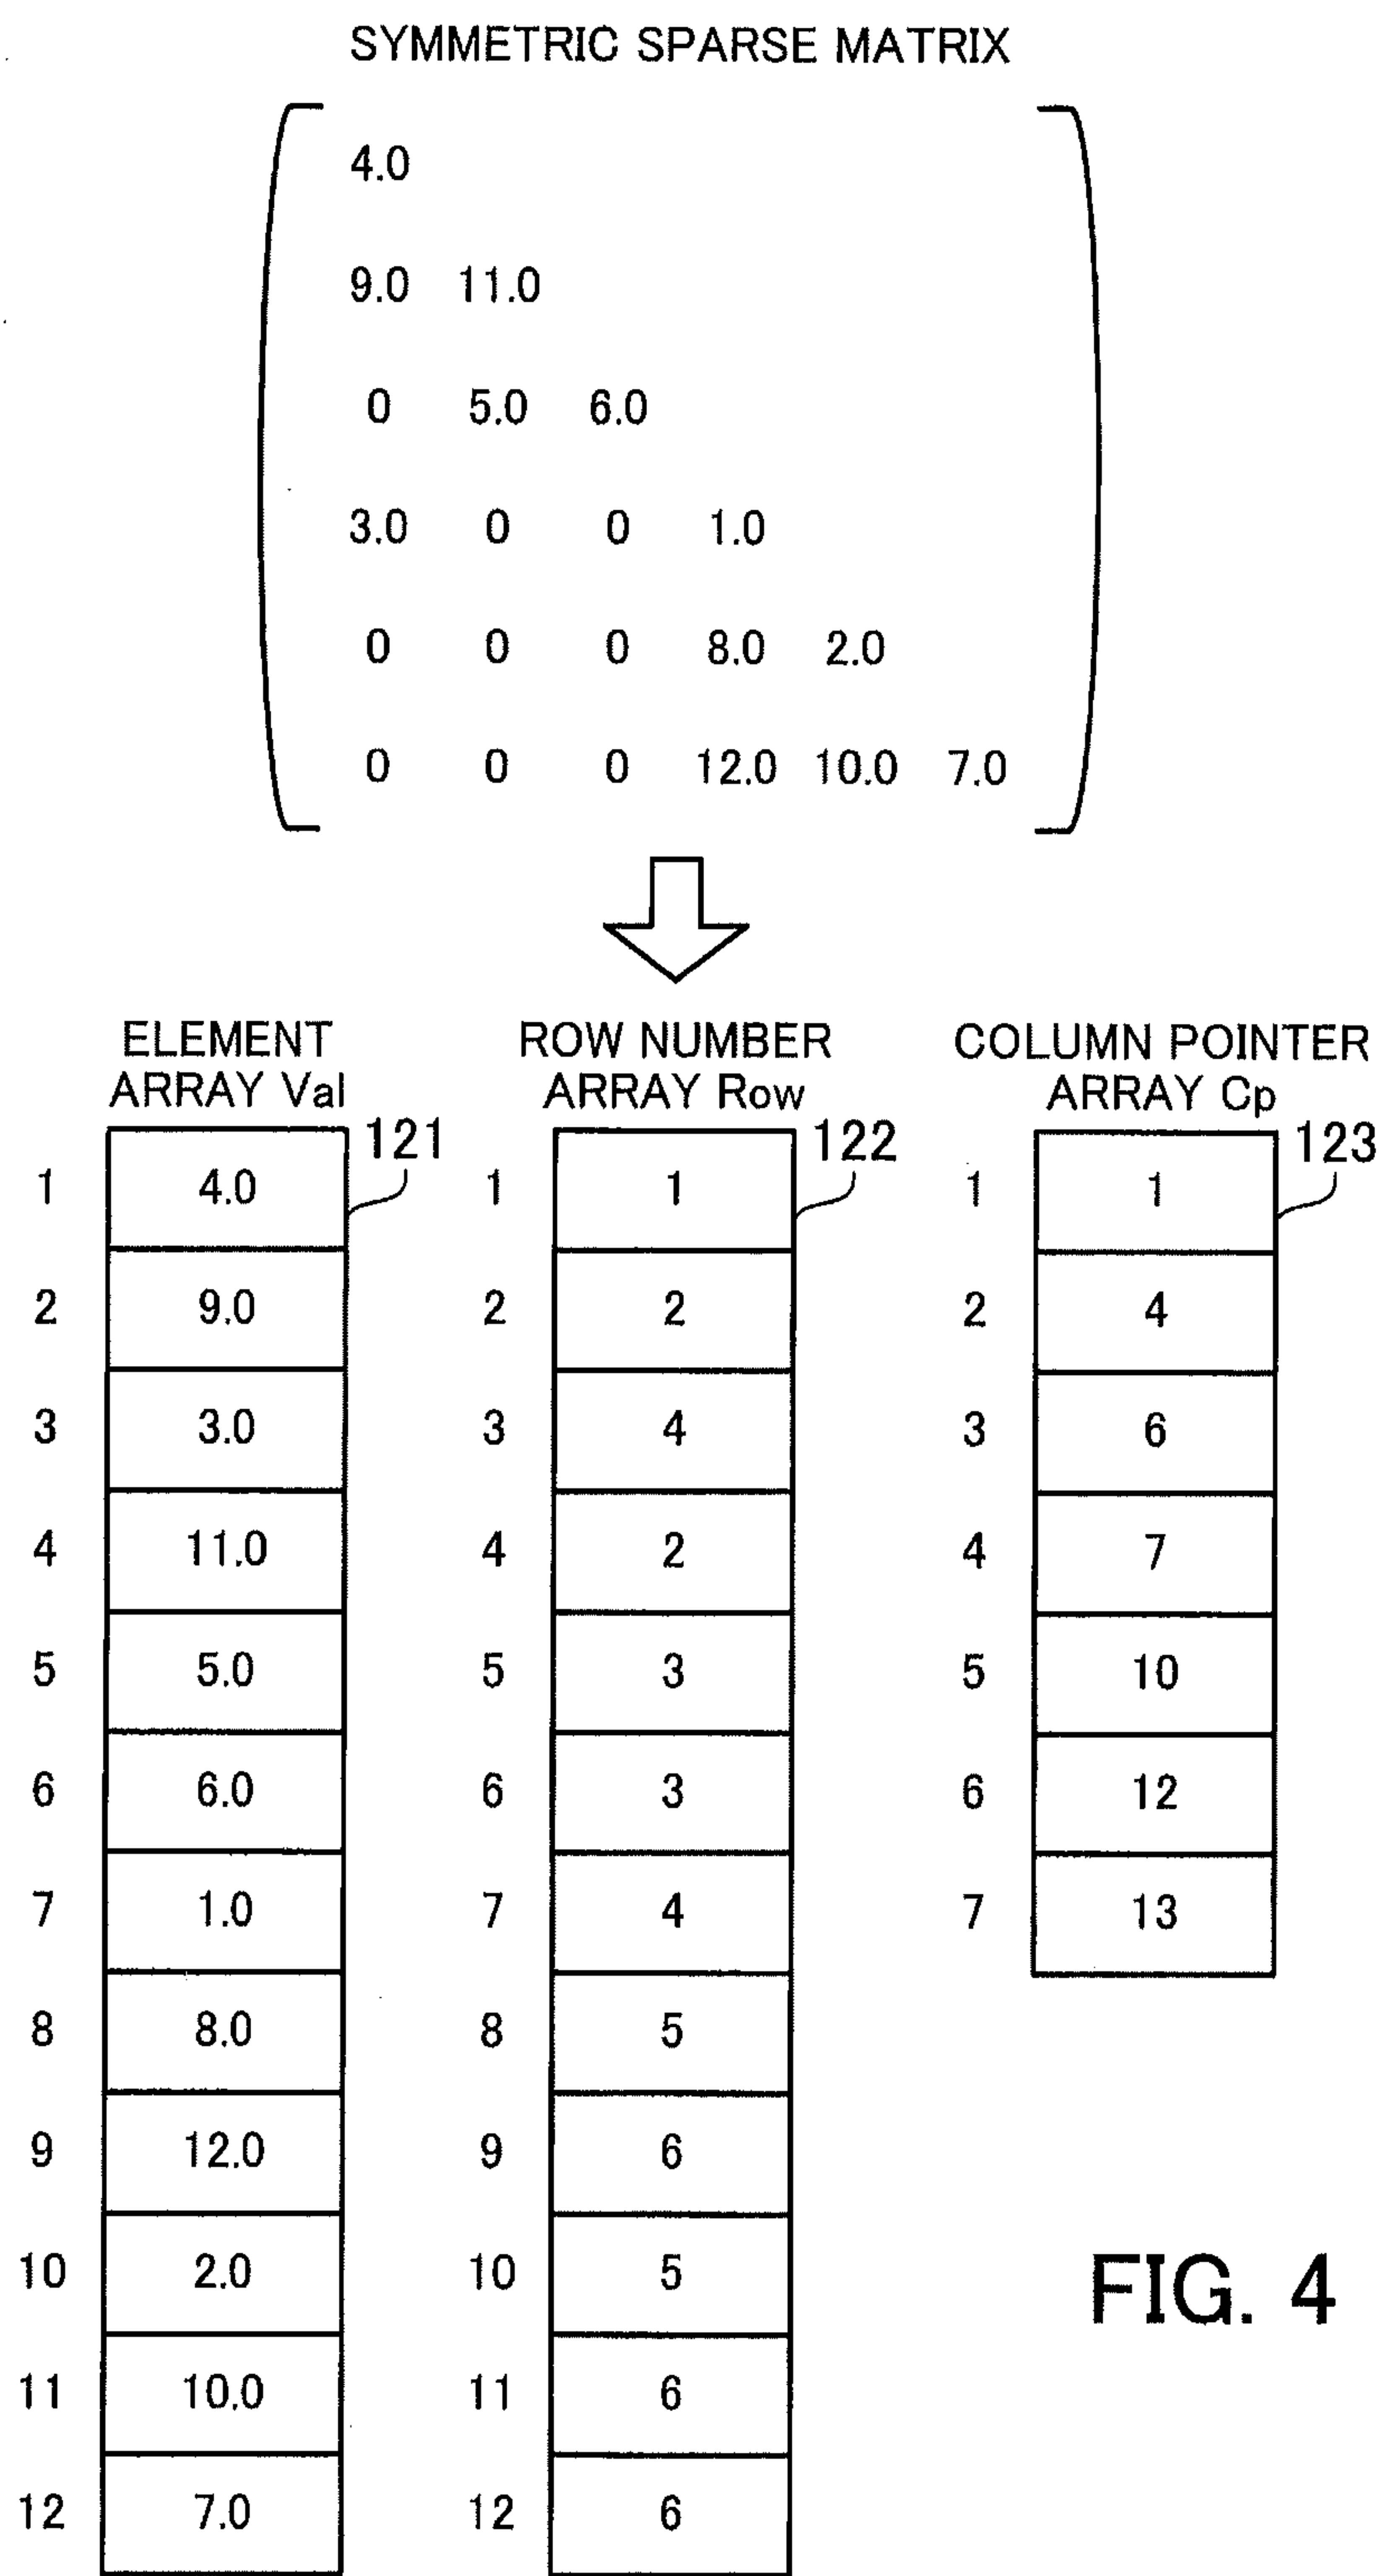 SYMMETRIC SPARSE MATRIX
4.0
9.0 11.0
0 5.0 6.0
3.0 0 0 1.0
0 0 0 8.0 2.0
0 0 0 12.0 10.0 7.0
ELEMENT ROW NUMBER COLUMN POINTER
ARRAY Val ARRAY Row ARRAY Cp
121 122 123
1 4.0 1 1 1 1
2 9.0 2 2 2 4
3 3.0 3 4 3 6
4 11.0 4 2 4 7
5 5.0 5 3 5 10
6 6.0 6 3 6 12
7 1.0 7 4 7 13
8 8.0 8 5
9 12.0 9 6
10 2.0 10 5
11 10.0 11 6
12 7.0 12 6
FIG. 4